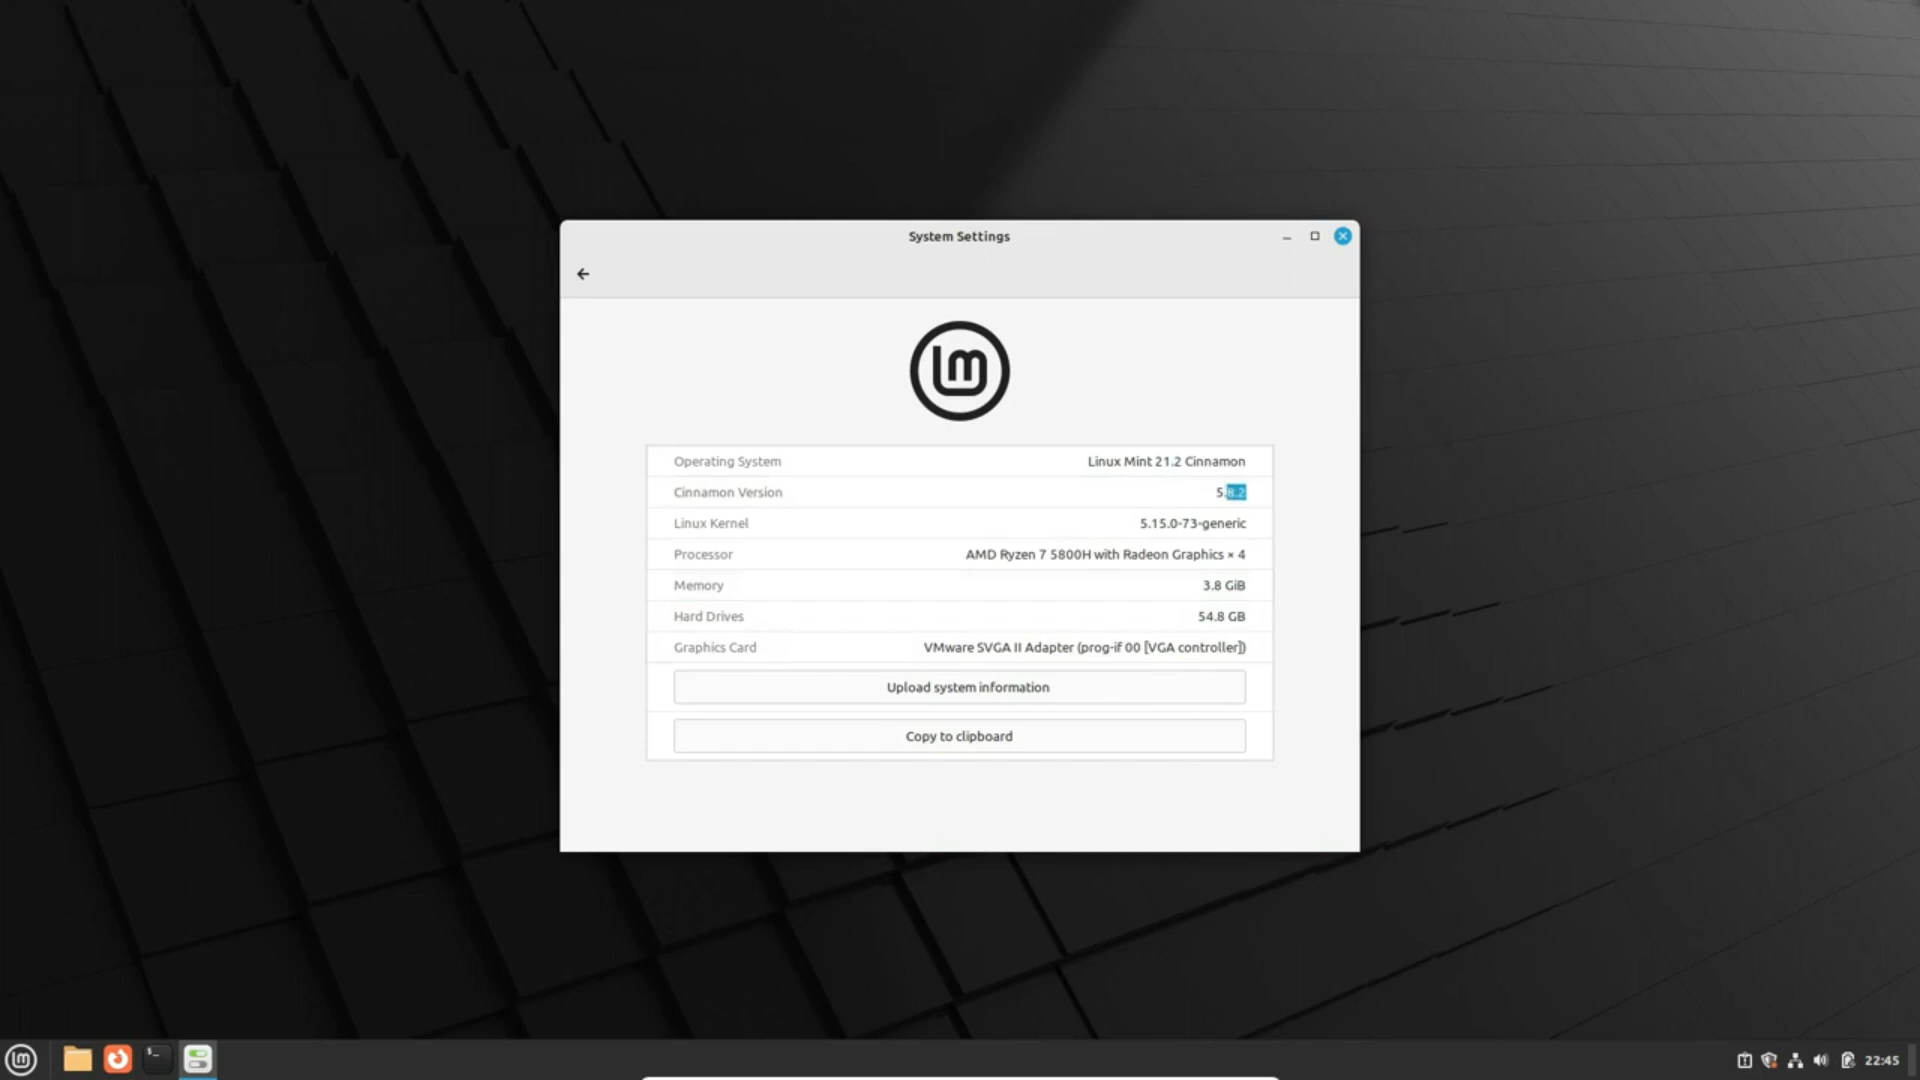 System Settings
Operating System Linux Mint 21.2 Cinnamon
Cinnamon Version 5.8.2
Linux Kernel 5.15.0-73-generic
Processor AMD Ryzen 7 5800H with Radeon Graphics × 4
Memory 3.8 GiB
Hard Drives 54.8 GB
Graphics Card VMware SVGA II Adapter (prog-if 00 [VGA controller])
Upload system information
Copy to clipboard
22:45